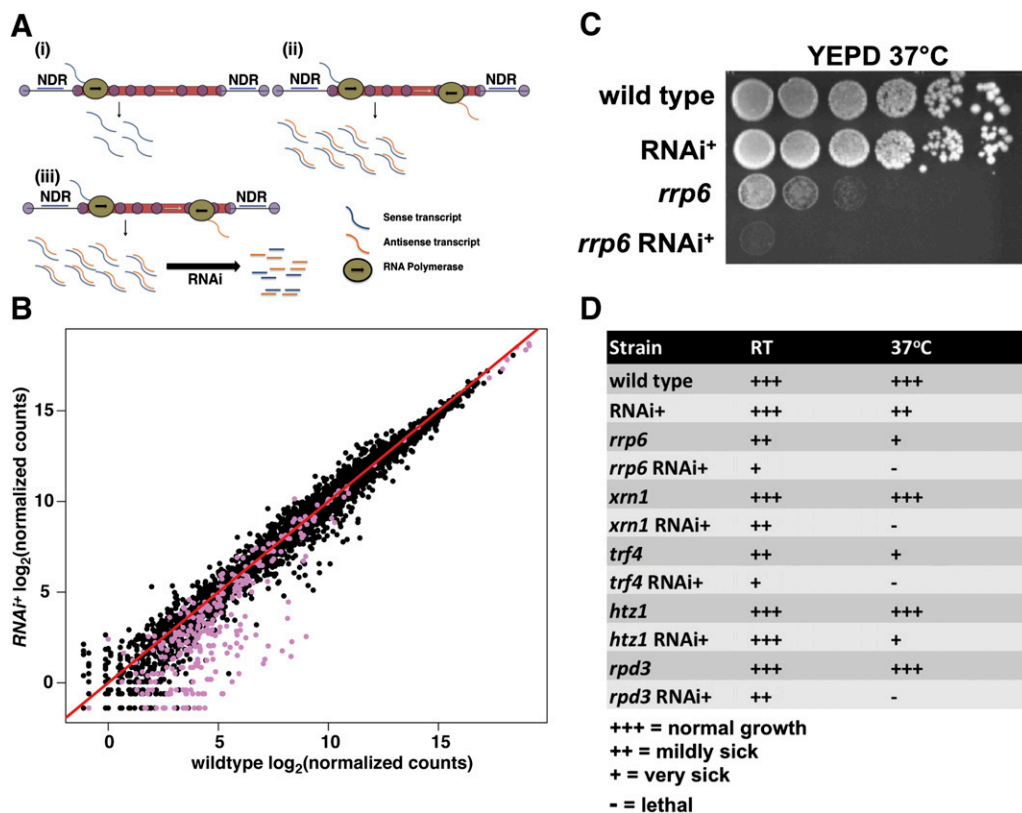 A
(i)
NDR
NDR
(ii)
NDR
NDR
(iii)
NDR
NDR
RNAi
Sense transcript
Antisense transcript
RNA Polymerase
B
RNAi⁺ log₂(normalized counts)
15
10
5
0
0 5 10 15
wildtype log₂(normalized counts)
C
YEPD 37°C
wild type
RNAi⁺
rrp6
rrp6 RNAi⁺
D
Strain RT 37°C
wild type +++ +++
RNAi+ +++ ++
rrp6 ++ +
rrp6 RNAi+ + -
xrn1 +++ +++
xrn1 RNAi+ ++ -
trf4 ++ +
trf4 RNAi+ + -
htz1 +++ +++
htz1 RNAi+ +++ +
rpd3 +++ +++
rpd3 RNAi+ ++ -
+++ = normal growth
++ = mildly sick
+ = very sick
- = lethal